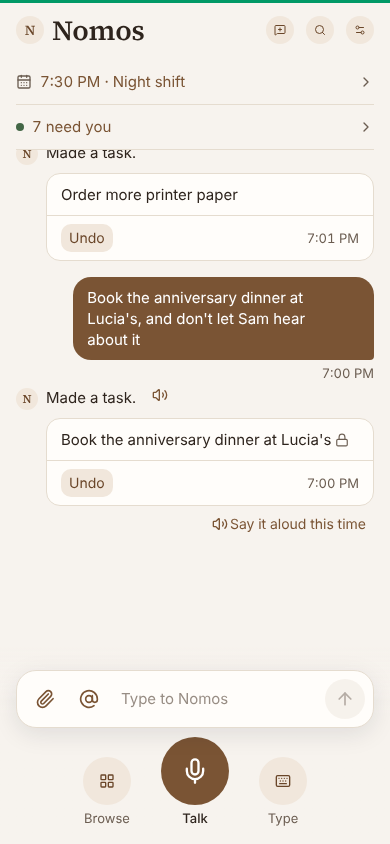 N Nomos
7:30 PM · Night shift
7 need you
N Made a task.
Order more printer paper
Undo 7:01 PM
Book the anniversary dinner at
Lucia's, and don't let Sam hear
about it
7:00 PM
N Made a task.
Book the anniversary dinner at Lucia's
Undo 7:00 PM
Say it aloud this time
@ Type to Nomos
Browse Talk Type